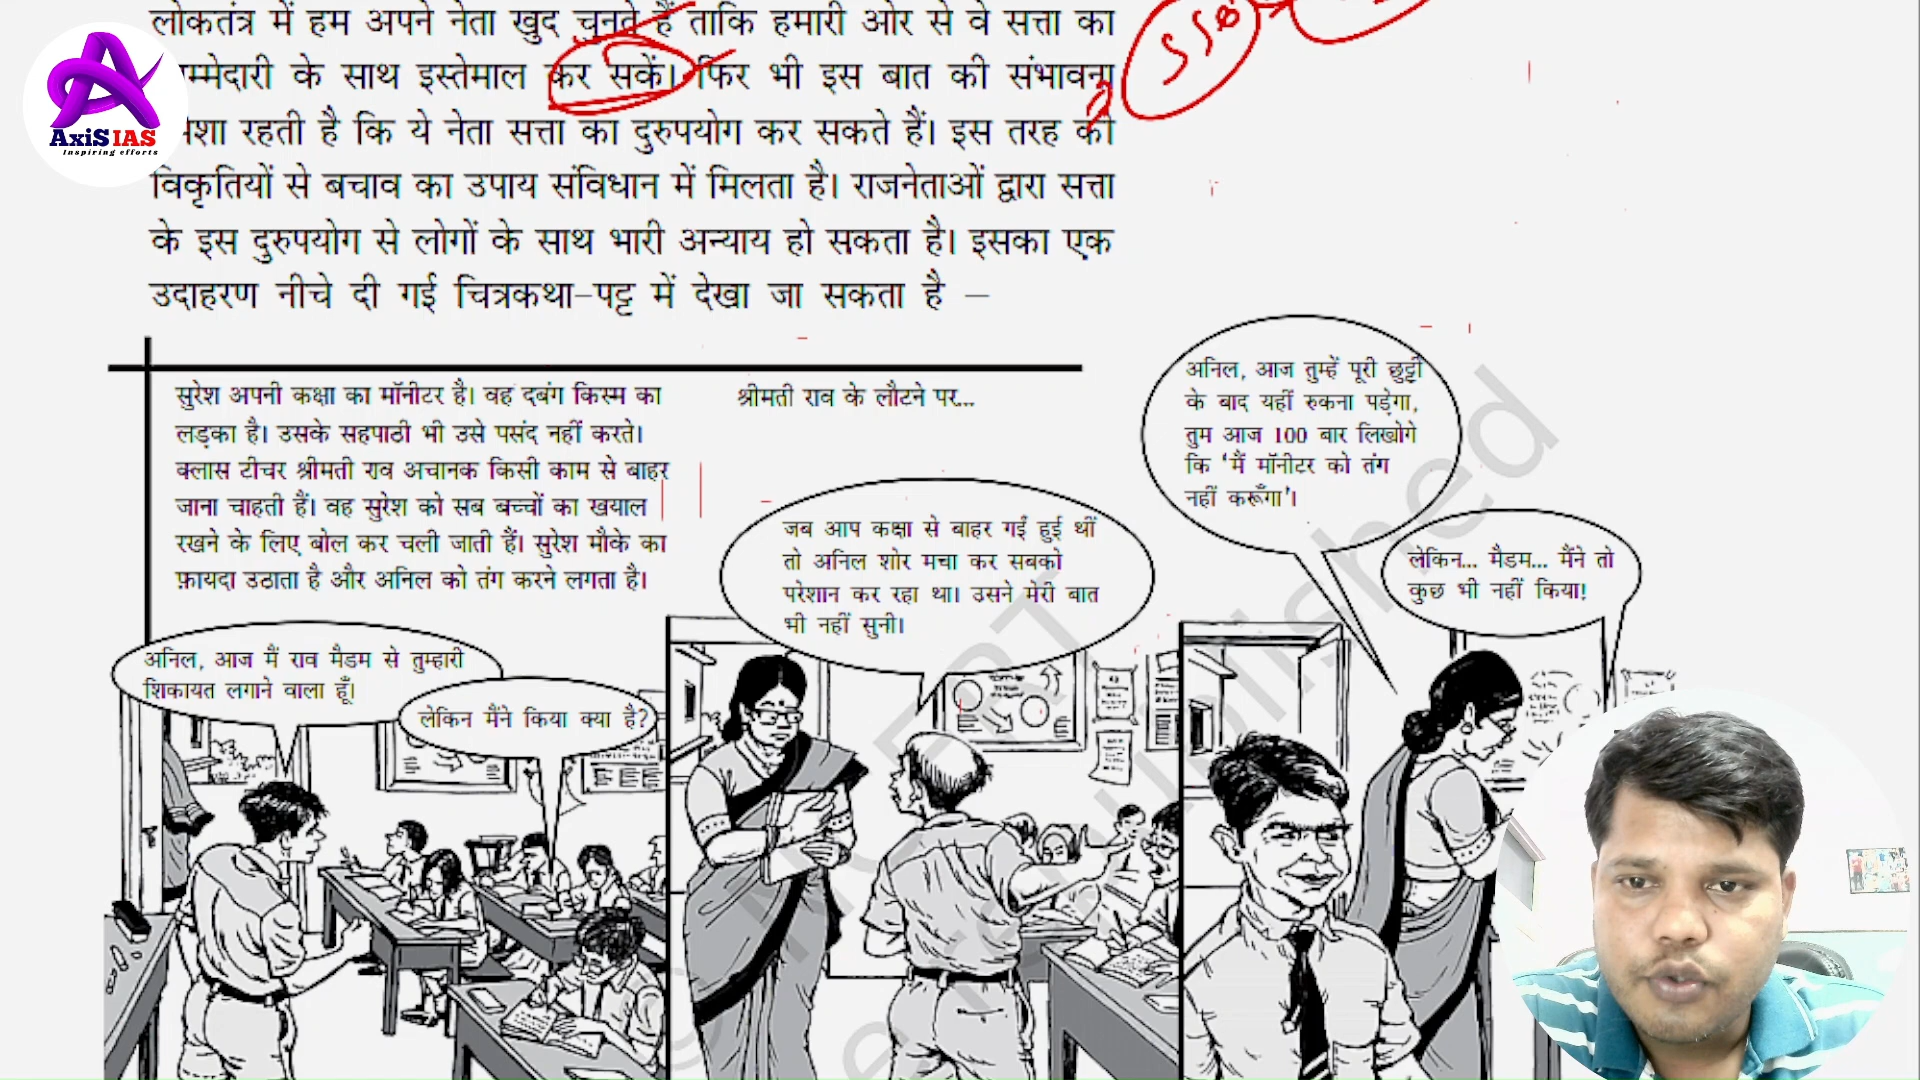 लोकतंत्र में हम अपने नेता खुद चुनते हैं ताकि हमारी ओर से वे सत्ता का
म्मेदारी के साथ इस्तेमाल कर सकें। फिर भी इस बात की संभावना
मेशा रहती है कि ये नेता सत्ता का दुरुपयोग कर सकते हैं। इस तरह की
विकृतियों से बचाव का उपाय संविधान में मिलता है। राजनेताओं द्वारा सत्ता
के इस दुरुपयोग से लोगों के साथ भारी अन्याय हो सकता है। इसका एक
उदाहरण नीचे दी गई चित्रकथा-पट्ट में देखा जा सकता है –
AxiS IAS
Inspiring efforts
सुरेश अपनी कक्षा का मॉनीटर है। वह दबंग किस्म का
लड़का है। उसके सहपाठी भी उसे पसंद नहीं करते।
क्लास टीचर श्रीमती राव अचानक किसी काम से बाहर
जाना चाहती हैं। वह सुरेश को सब बच्चों का खयाल
रखने के लिए बोल कर चली जाती हैं। सुरेश मौके का
फ़ायदा उठाता है और अनिल को तंग करने लगता है।
अनिल, आज मैं राव मैडम से तुम्हारी
शिकायत लगाने वाला हूँ।
लेकिन मैंने किया क्या है?
श्रीमती राव के लौटने पर...
जब आप कक्षा से बाहर गईं हुई थीं
तो अनिल शोर मचा कर सबको
परेशान कर रहा था। उसने मेरी बात
भी नहीं सुनी।
अनिल, आज तुम्हें पूरी छुट्टी
के बाद यहीं रुकना पड़ेगा,
तुम आज 100 बार लिखोगे
कि 'मैं मॉनीटर को तंग
नहीं करूँगा'।
लेकिन... मैडम... मैंने तो
कुछ भी नहीं किया!